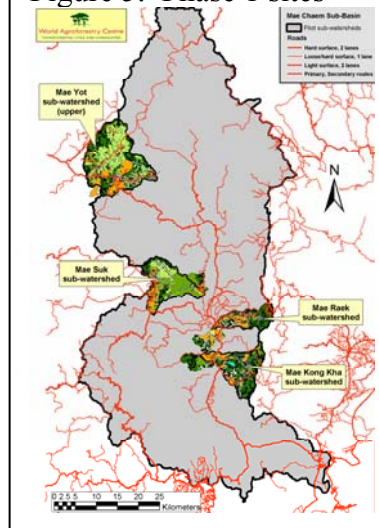 Figure 3: Phase 1 sites
World Agroforestry Centre
Mae Chaem Sub-Basin
Pilot sub-watersheds
Roads
Hard surface, 2 lanes
Loose/hard surface, 1 lane
Light surface, 2 lanes
Primary, Secondary routes
Mae Yot
sub-watershed
(upper)
N
Mae Suk
sub-watershed
Mae Raek
sub-watershed
Mae Kong Kha
sub-watershed
0 2.5 5 10 15 20 25
Kilometers